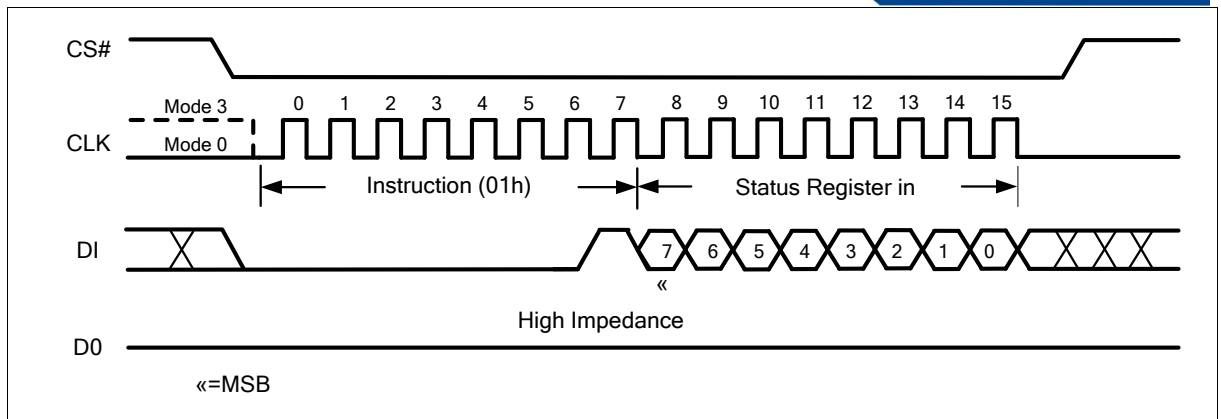 CS#
Mode 3 0 1 2 3 4 5 6 7 8 9 10 11 12 13 14 15
CLK Mode 0
Instruction (01h) Status Register in
DI 7 6 5 4 3 2 1 0
«
High Impedance
D0
«=MSB